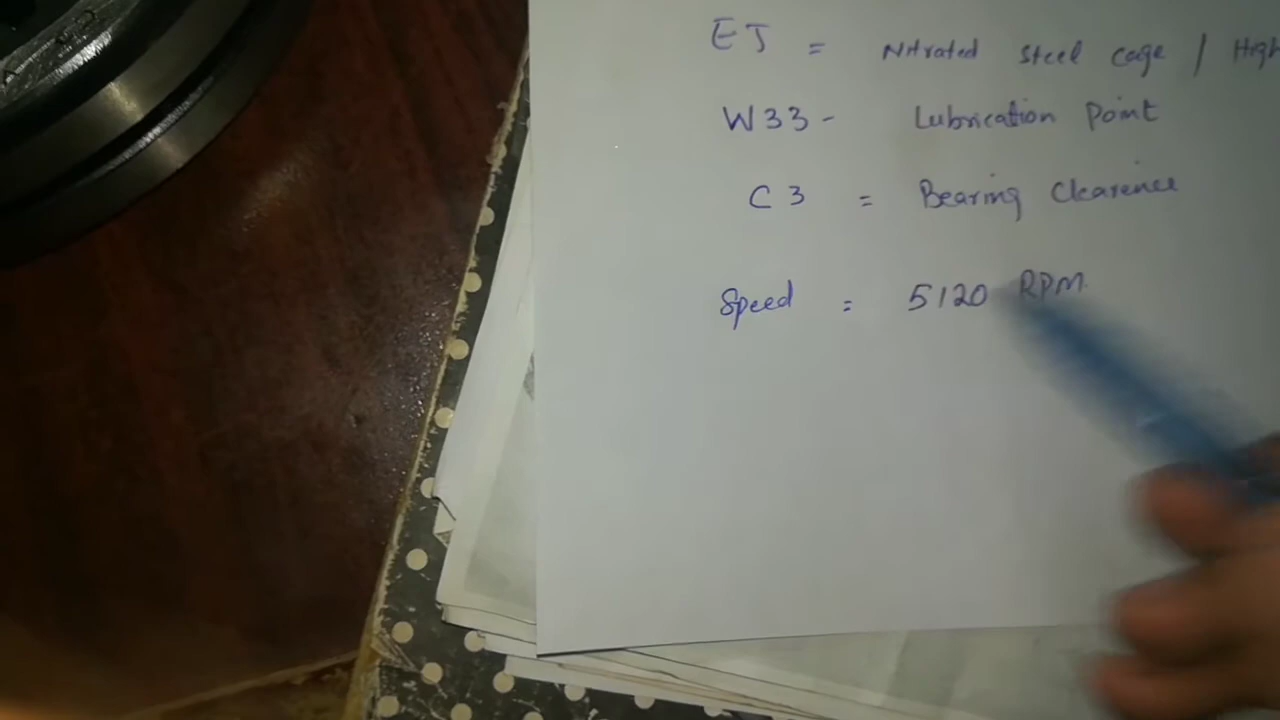 EJ = Nitrated Steel cage / High
W33 - Lubrication Point
C3 = Bearing Clearence
Speed = 5120 RPM